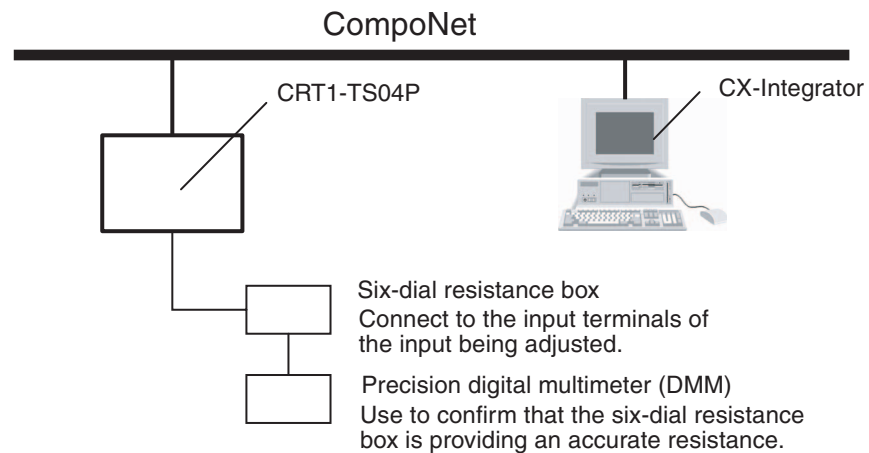 CompoNet
CRT1-TS04P
CX-Integrator
Six-dial resistance box
Connect to the input terminals of
the input being adjusted.
Precision digital multimeter (DMM)
Use to confirm that the six-dial resistance
box is providing an accurate resistance.